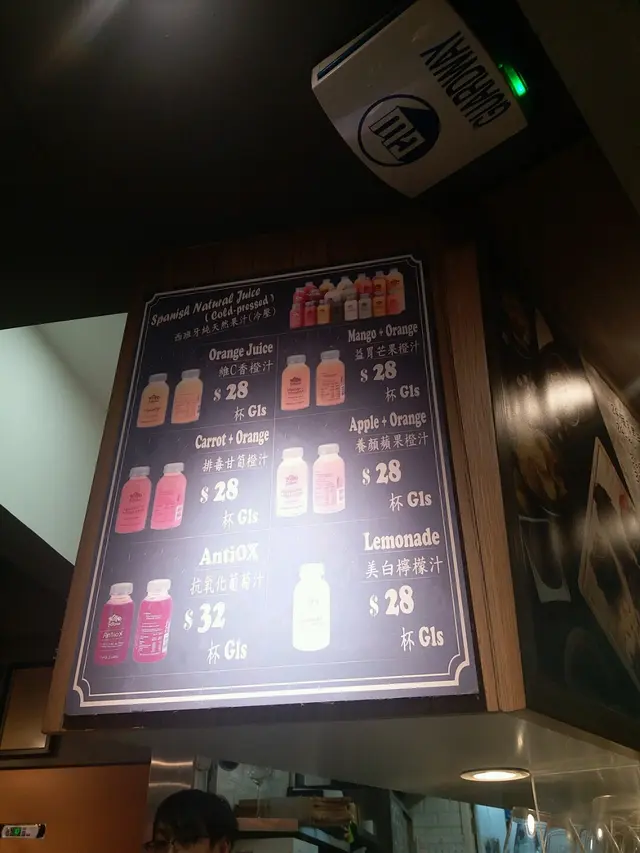 GUARDWAY
GW
Spanish Natural Juice
(Cold-pressed)
西班牙純天然果汁(冷壓)
Orange Juice
維C香橙汁
$ 28
杯 Gls
Mango + Orange
益胃芒果橙汁
$ 28
杯 Gls
Carrot + Orange
排毒甘筍橙汁
$ 28
杯 Gls
Apple + Orange
養顏蘋果橙汁
$ 28
杯 Gls
AntiOX
抗氧化葡萄汁
$ 32
杯 Gls
Lemonade
美白檸檬汁
$ 28
杯 Gls